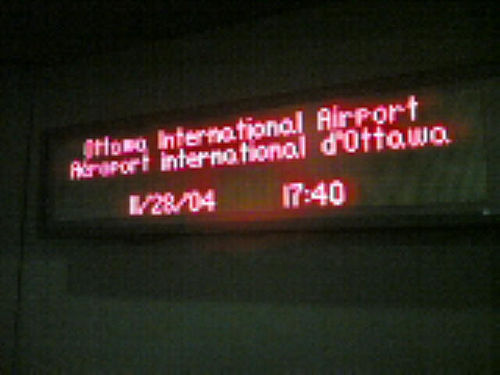 Ottawa International Airport
Aéroport international d'Ottawa
11/28/04 17:40